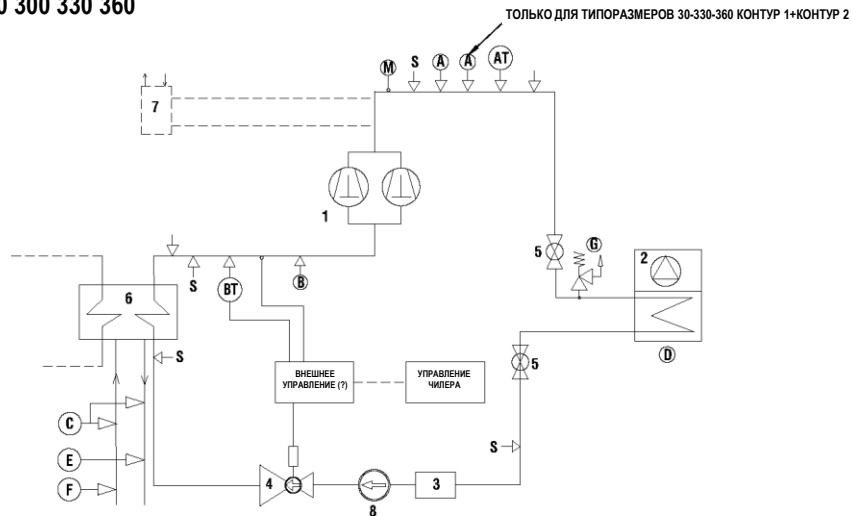 0 300 330 360
ТОЛЬКО ДЛЯ ТИПОРАЗМЕРОВ 30-330-360 КОНТУР 1+КОНТУР 2
M S A A AT
7
1
5 G 2
S BT B
6
D
S
5
ВНЕШНЕЕ
УПРАВЛЕНИЕ (?)
УПРАВЛЕНИЕ
ЧИЛЕРА
C
S
E
F
4 3
8